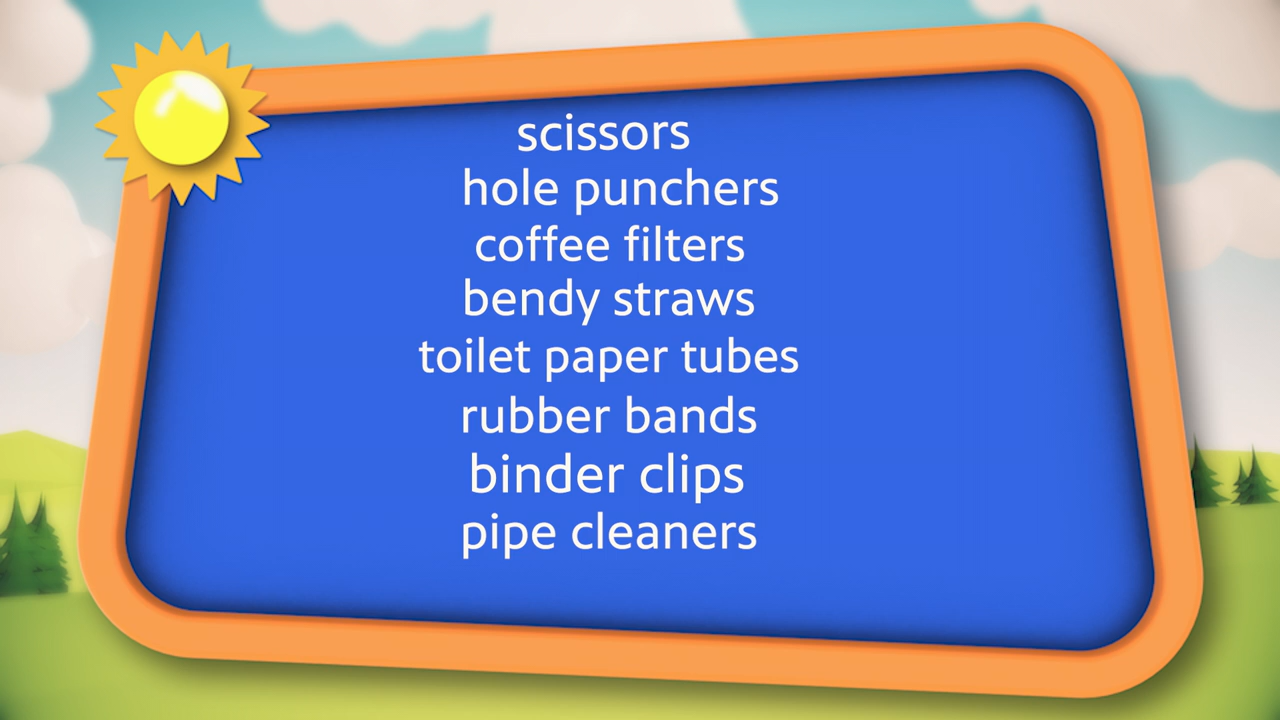 scissors
hole punchers
coffee filters
bendy straws
toilet paper tubes
rubber bands
binder clips
pipe cleaners